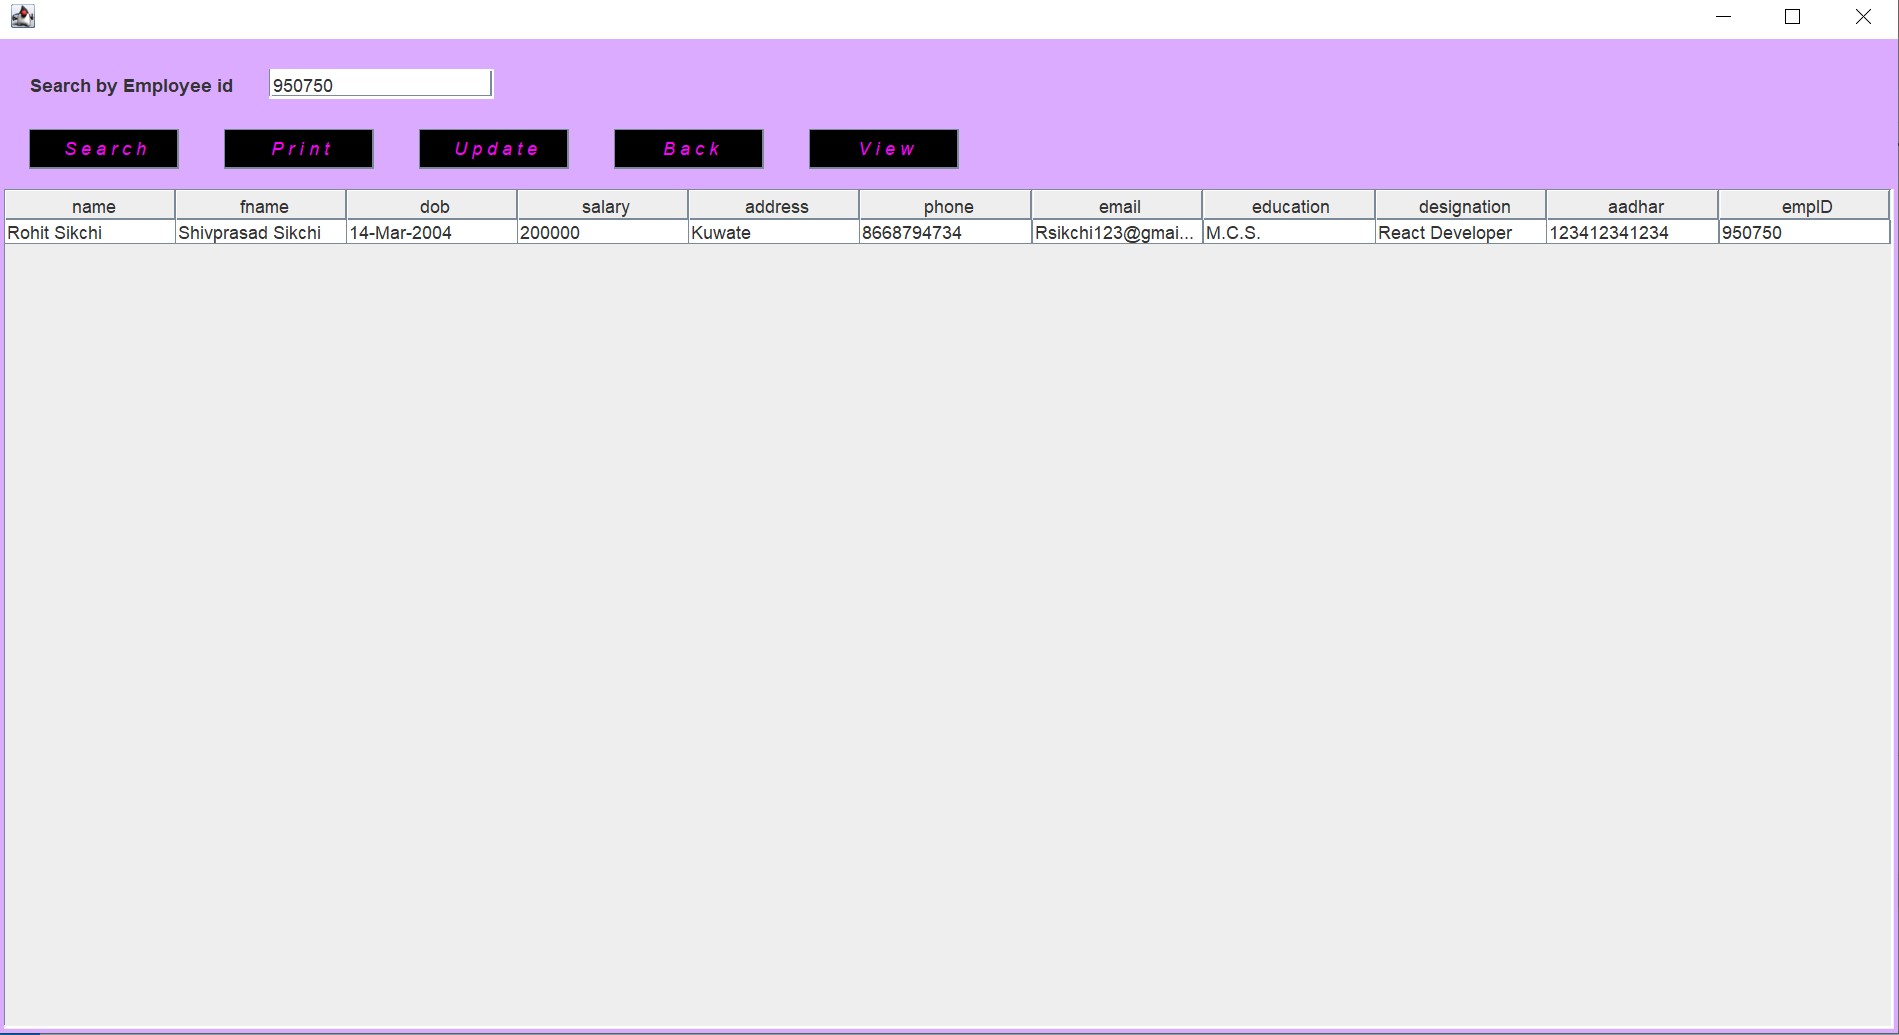 Search by Employee id 950750
Search Print Update Back View
name fname dob salary address phone email education designation aadhar empID
Rohit Sikchi Shivprasad Sikchi 14-Mar-2004 200000 Kuwate 8668794734 Rsikchi123@gmai... M.C.S. React Developer 123412341234 950750